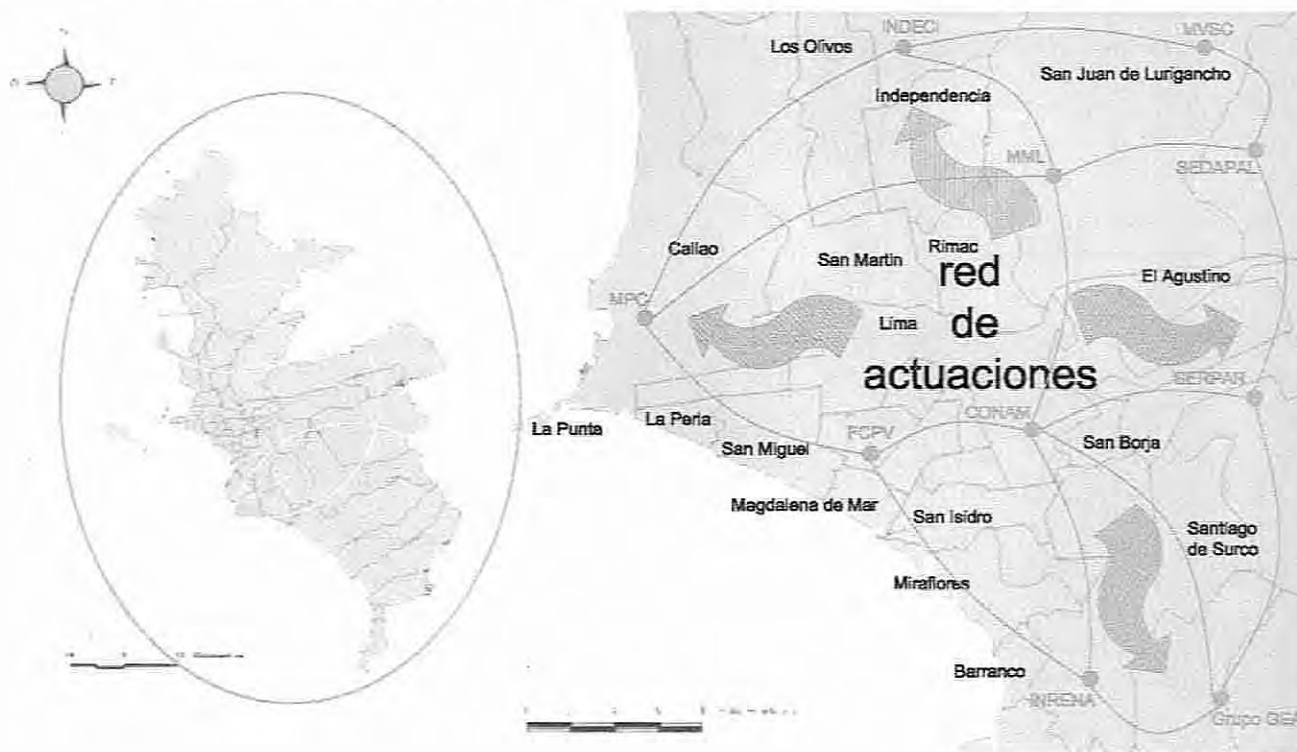 INDECI
MVSC
Los Olivos
San Juan de Lurigancho
Independencia
MML
SEDAPAL
Callao
San Martin
Rimac
red
El Agustino
MPC
Lima
de
actuaciones
SERPAR
La Punta
La Perla
CONAM
FCPV
San Borja
San Miguel
Magdalena de Mar
San Isidro
Santiago
de Surco
Miraflores
Barranco
INRENA
Grupo GEA